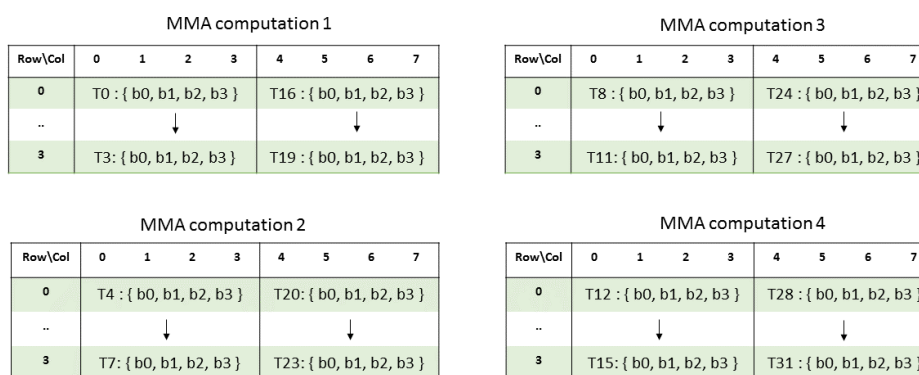 MMA computation 1
Row\Col 0 1 2 3 4 5 6 7
0 T0 : { b0, b1, b2, b3 } T16 : { b0, b1, b2, b3 }
..
3 T3: { b0, b1, b2, b3 } T19 : { b0, b1, b2, b3 }
MMA computation 3
Row\Col 0 1 2 3 4 5 6 7
0 T8 : { b0, b1, b2, b3 } T24 : { b0, b1, b2, b3 }
..
3 T11: { b0, b1, b2, b3 } T27 : { b0, b1, b2, b3 }
MMA computation 2
Row\Col 0 1 2 3 4 5 6 7
0 T4 : { b0, b1, b2, b3 } T20: { b0, b1, b2, b3 }
..
3 T7: { b0, b1, b2, b3 } T23: { b0, b1, b2, b3 }
MMA computation 4
Row\Col 0 1 2 3 4 5 6 7
0 T12 : { b0, b1, b2, b3 } T28 : { b0, b1, b2, b3 }
..
3 T15: { b0, b1, b2, b3 } T31 : { b0, b1, b2, b3 }